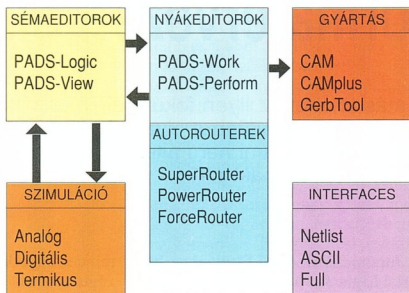 SÉMAEDITOROK
PADS-Logic
PADS-View
NYÁKEDITOROK
PADS-Work
PADS-Perform
GYÁRTÁS
CAM
CAMplus
GerbTool
AUTOROUTEREK
SuperRouter
PowerRouter
ForceRouter
SZIMULÁCIÓ
Analóg
Digitális
Termikus
INTERFACES
Netlist
ASCII
Full